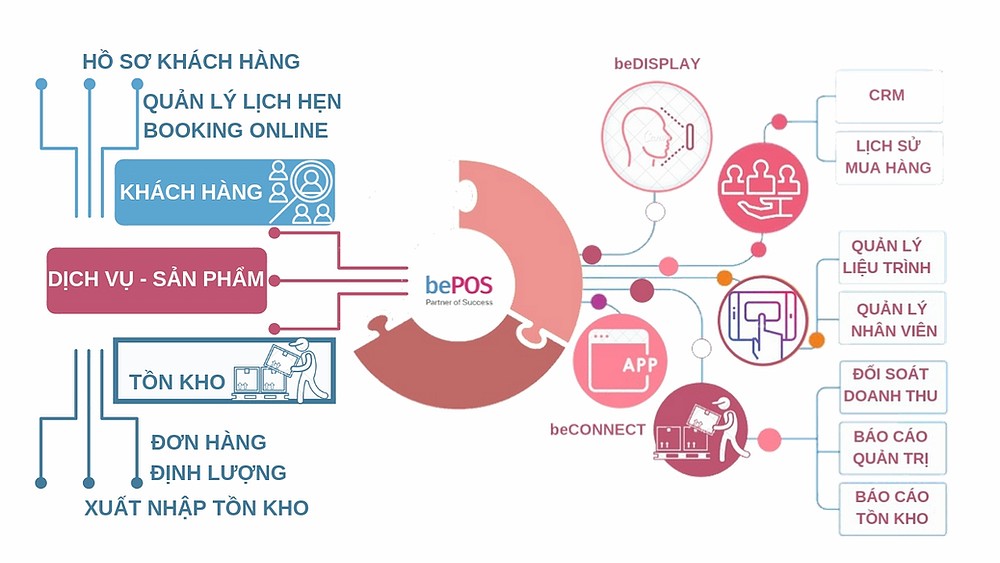 HỒ SƠ KHÁCH HÀNG
QUẢN LÝ LỊCH HẸN
BOOKING ONLINE
KHÁCH HÀNG
DỊCH VỤ - SẢN PHẨM
TỒN KHO
ĐƠN HÀNG
ĐỊNH LƯỢNG
XUẤT NHẬP TỒN KHO
bePOS
Partner of Success
beDISPLAY
CRM
LỊCH SỬ
MUA HÀNG
QUẢN LÝ
LIỆU TRÌNH
QUẢN LÝ
NHÂN VIÊN
APP
beCONNECT
ĐỐI SOÁT
DOANH THU
BÁO CÁO
QUẢN TRỊ
BÁO CÁO
TỒN KHO